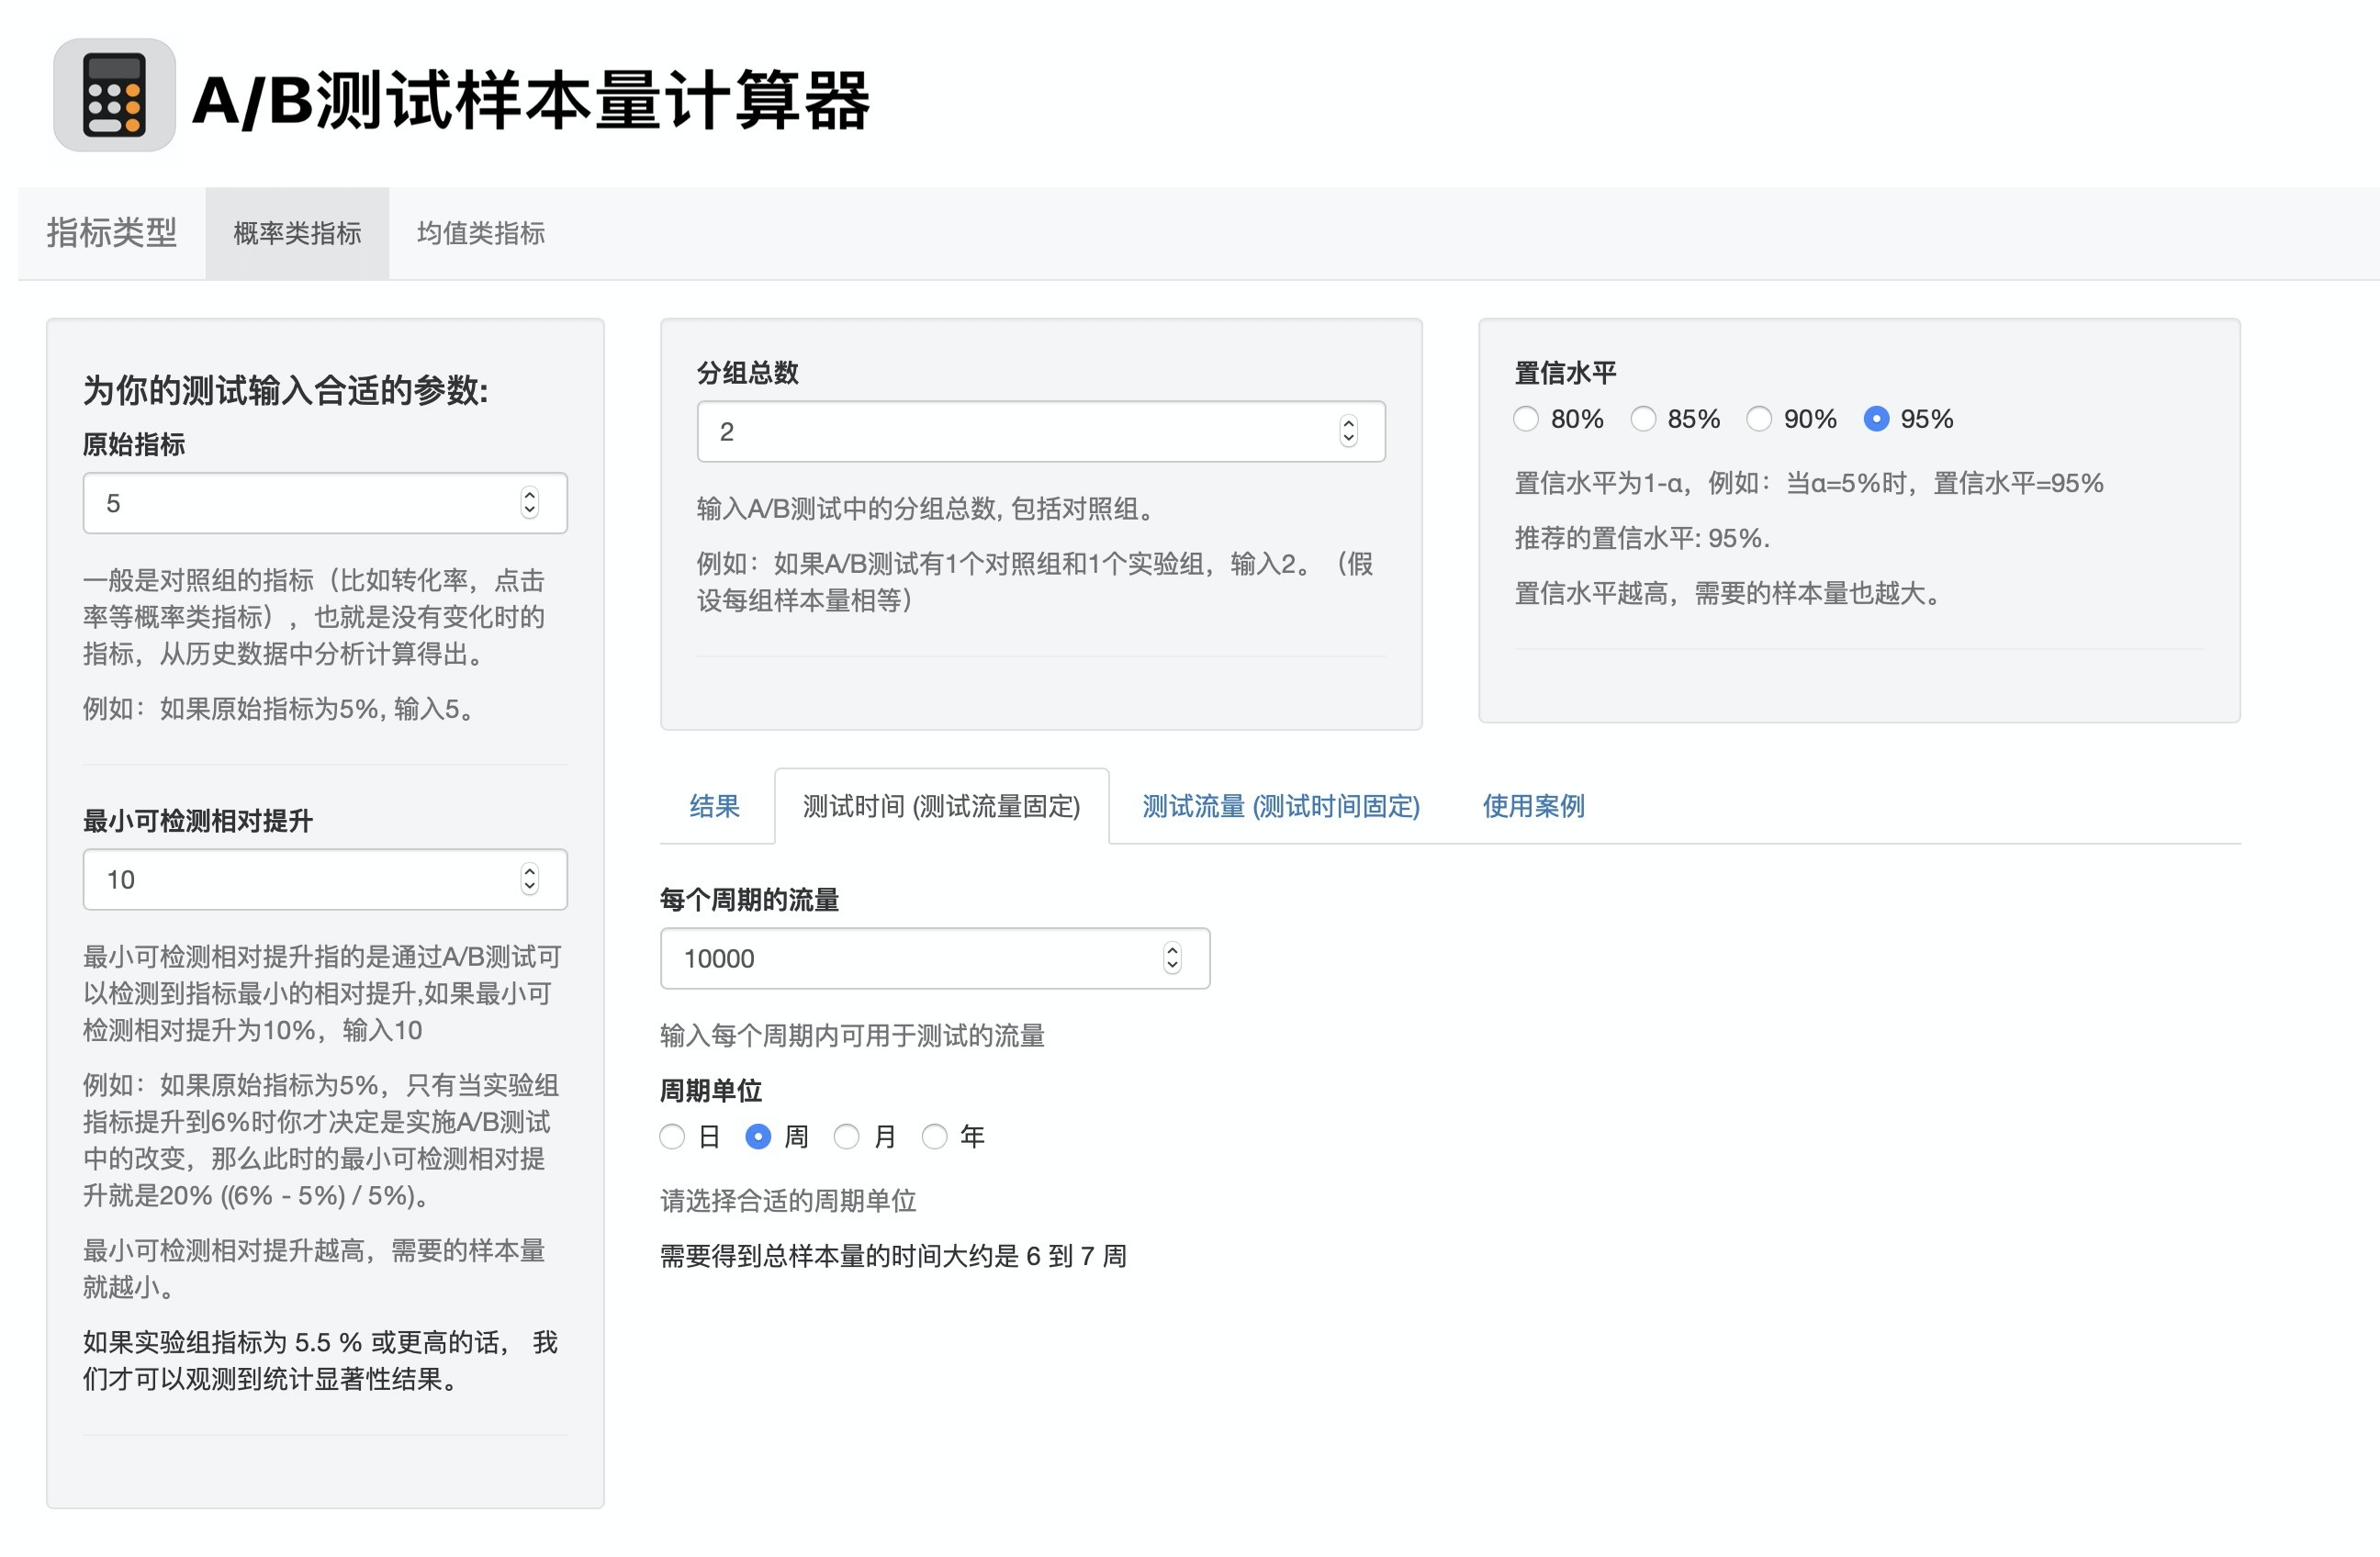 A/B测试样本量计算器
指标类型
概率类指标
均值类指标
为你的测试输入合适的参数:
原始指标
5
一般是对照组的指标（比如转化率，点击
率等概率类指标），也就是没有变化时的
指标，从历史数据中分析计算得出。
例如：如果原始指标为5%, 输入5。
最小可检测相对提升
10
最小可检测相对提升指的是通过A/B测试可
以检测到指标最小的相对提升,如果最小可
检测相对提升为10%，输入10
例如：如果原始指标为5%，只有当实验组
指标提升到6%时你才决定是实施A/B测试
中的改变，那么此时的最小可检测相对提
升就是20% ((6% - 5%) / 5%)。
最小可检测相对提升越高，需要的样本量
就越小。
如果实验组指标为 5.5 % 或更高的话， 我
们才可以观测到统计显著性结果。
分组总数
2
输入A/B测试中的分组总数, 包括对照组。
例如：如果A/B测试有1个对照组和1个实验组，输入2。（假
设每组样本量相等）
置信水平
80%
85%
90%
95%
置信水平为1-α，例如：当α=5%时，置信水平=95%
推荐的置信水平: 95%.
置信水平越高，需要的样本量也越大。
结果
测试时间 (测试流量固定)
测试流量 (测试时间固定)
使用案例
每个周期的流量
10000
输入每个周期内可用于测试的流量
周期单位
日
周
月
年
请选择合适的周期单位
需要得到总样本量的时间大约是 6 到 7 周